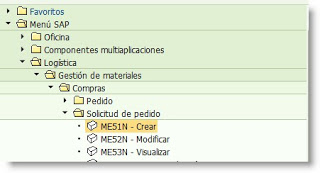 Favoritos
Menú SAP
Oficina
Componentes multiaplicaciones
Logística
Gestión de materiales
Compras
Pedido
Solicitud de pedido
ME51N - Crear
ME52N - Modificar
ME53N - Visualizar